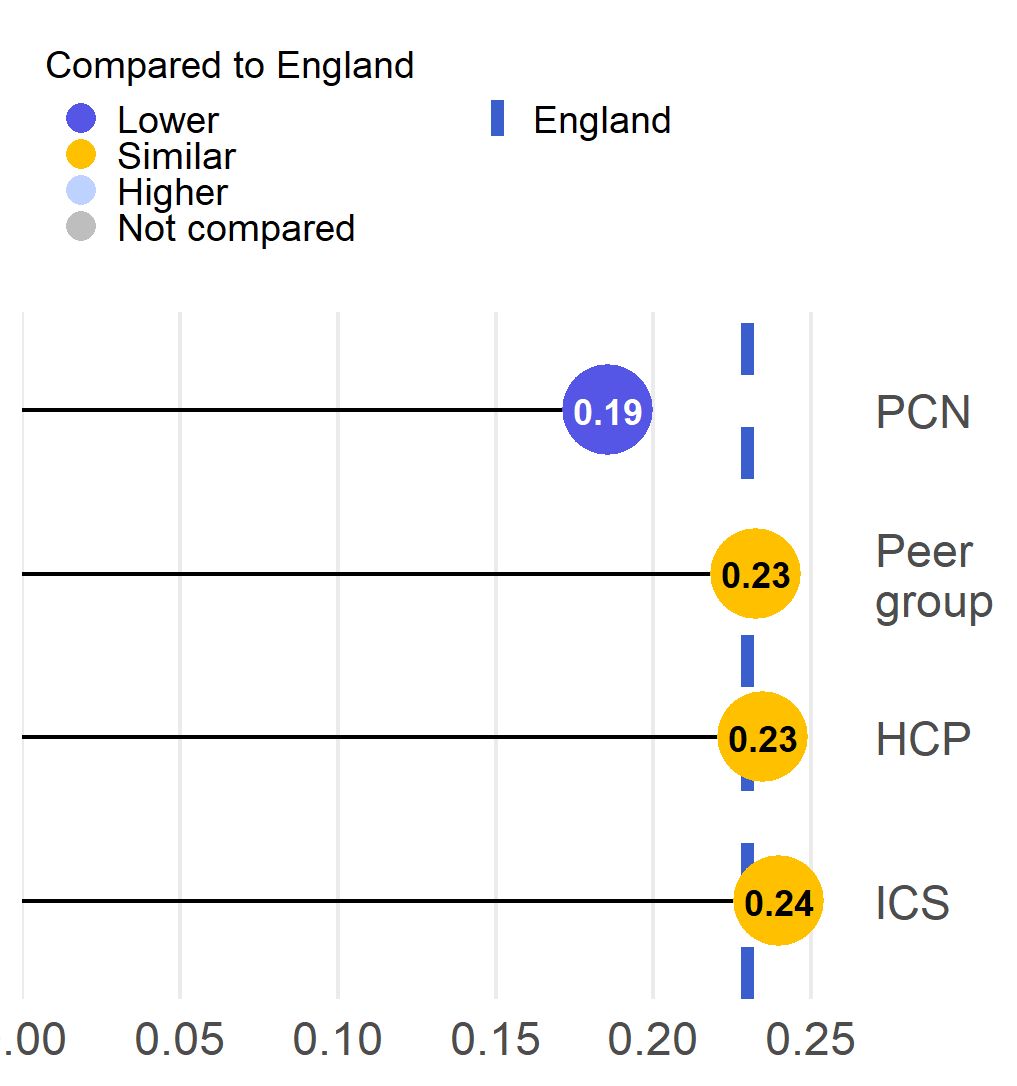 Compared to England
Lower
Similar
Higher
Not compared
England
0.19
PCN
0.23
Peer
group
0.23
HCP
0.24
ICS
.00 0.05 0.10 0.15 0.20 0.25